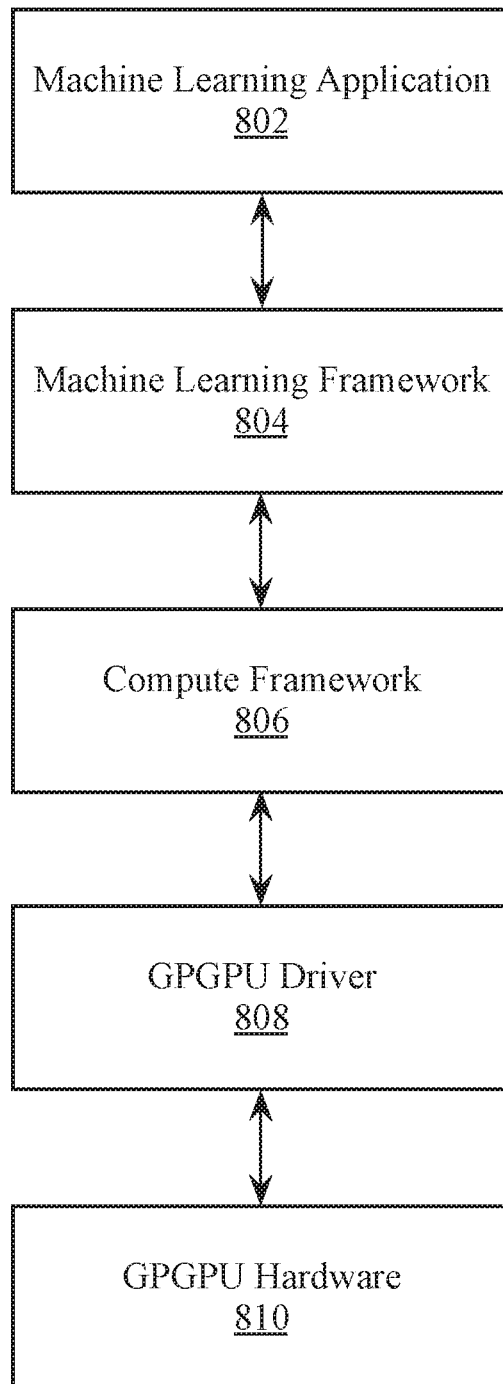 Machine Learning Application
802
Machine Learning Framework
804
Compute Framework
806
GPGPU Driver
808
GPGPU Hardware
810